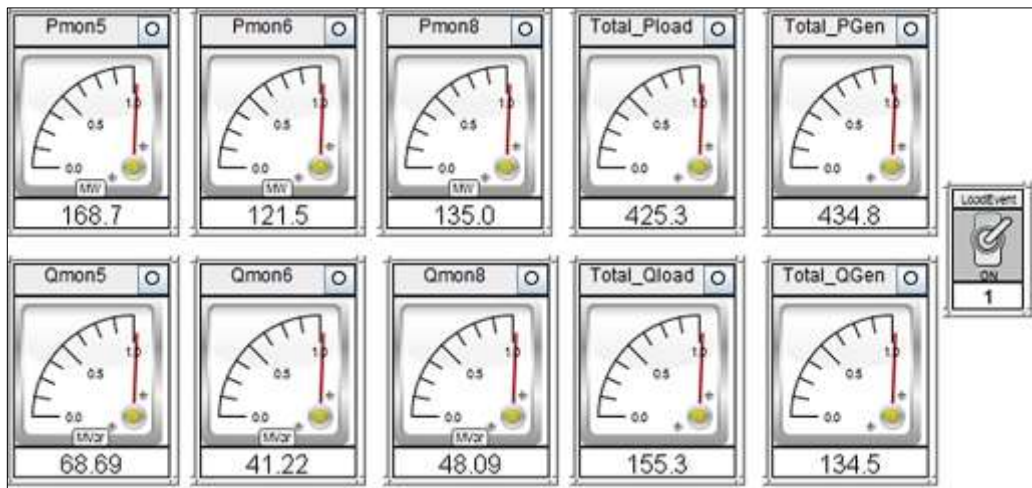 Pmon5
0.0
0.5
1.0
MW
168.7
Pmon6
0.0
0.5
1.0
MW
121.5
Pmon8
0.0
0.5
1.0
MW
135.0
Total_Pload
0.0
0.5
1.0
425.3
Total_PGen
0.0
0.5
1.0
434.8
LoadEvent
ON
1
Qmon5
0.0
0.5
1.0
MVar
68.69
Qmon6
0.0
0.5
1.0
MVar
41.22
Qmon8
0.0
0.5
1.0
MVar
48.09
Total_Qload
0.0
0.5
1.0
155.3
Total_QGen
0.0
0.5
1.0
134.5